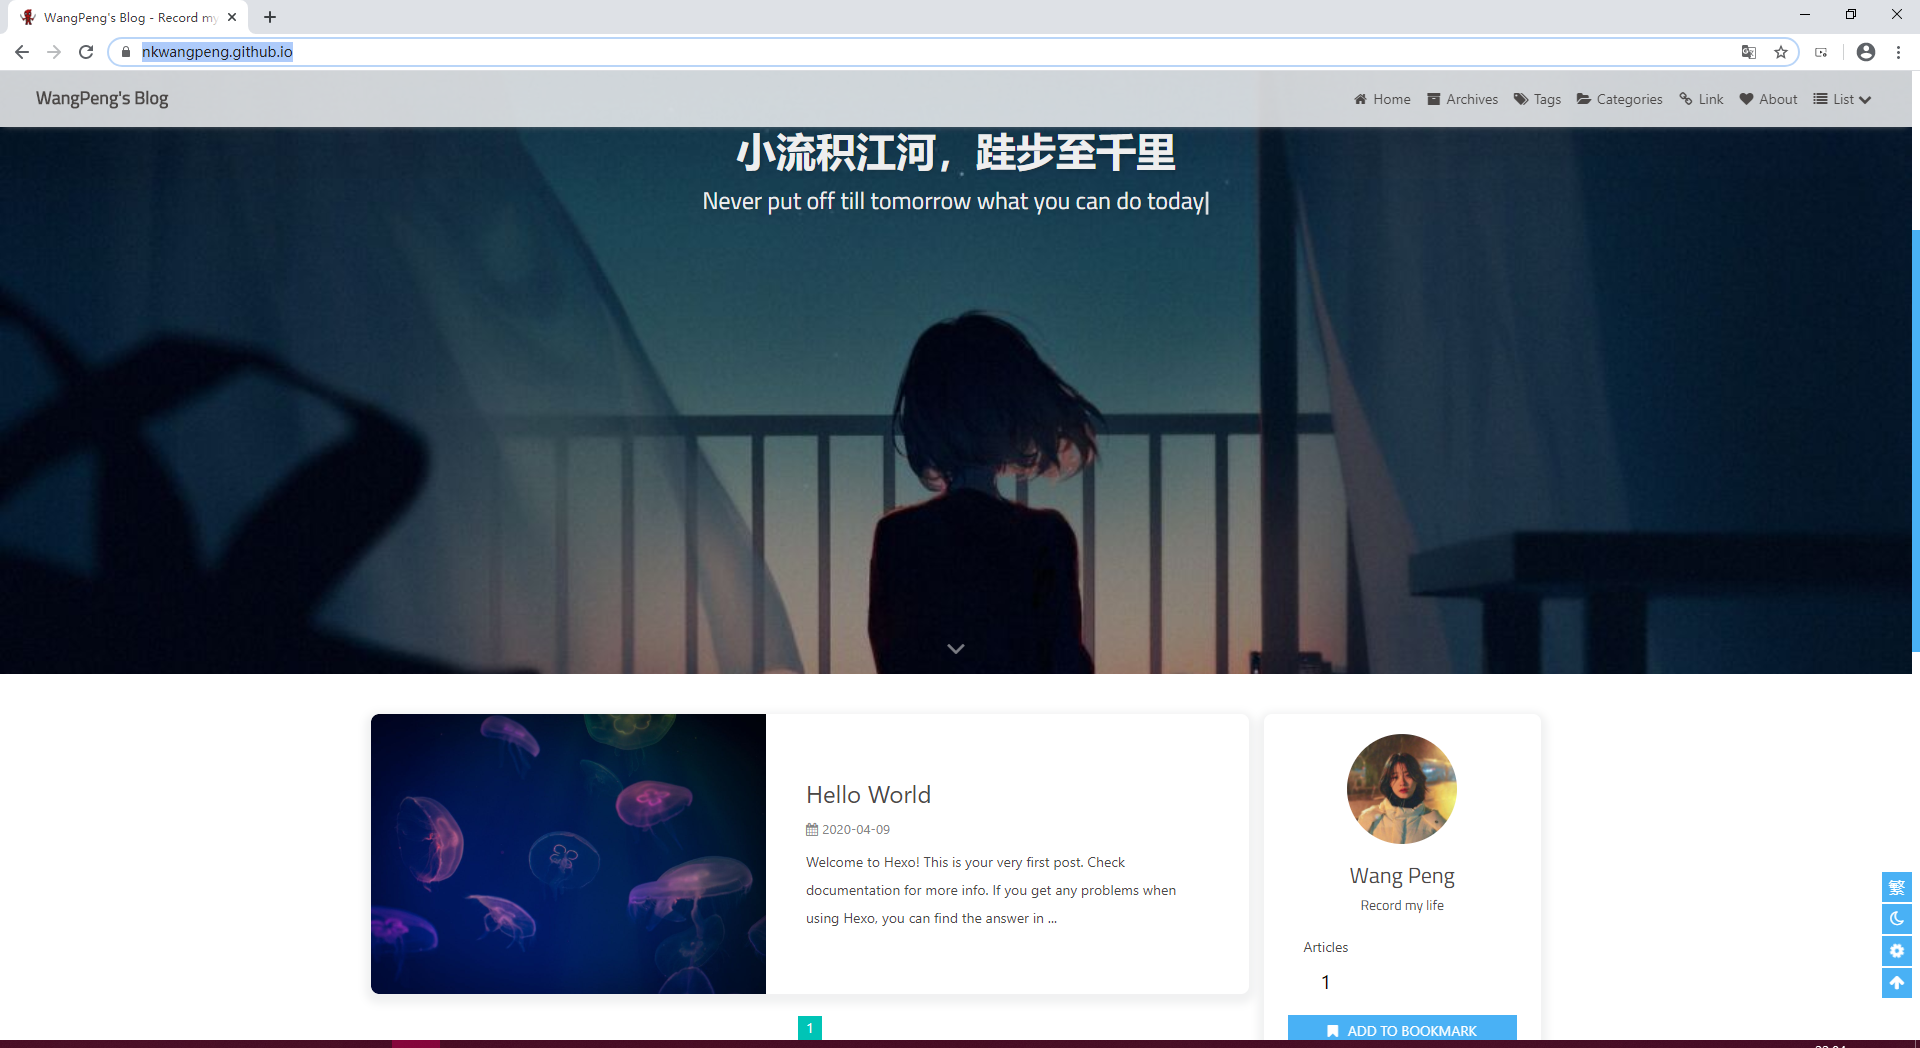 WangPeng's Blog - Record my
nkwangpeng.github.io
WangPeng's Blog
Home Archives Tags Categories Link About List
小流积江河，跬步至千里
Never put off till tomorrow what you can do today|
Hello World
2020-04-09
Welcome to Hexo! This is your very first post. Check
documentation for more info. If you get any problems when
using Hexo, you can find the answer in ...
1
Wang Peng
Record my life
Articles
1
ADD TO BOOKMARK
繁